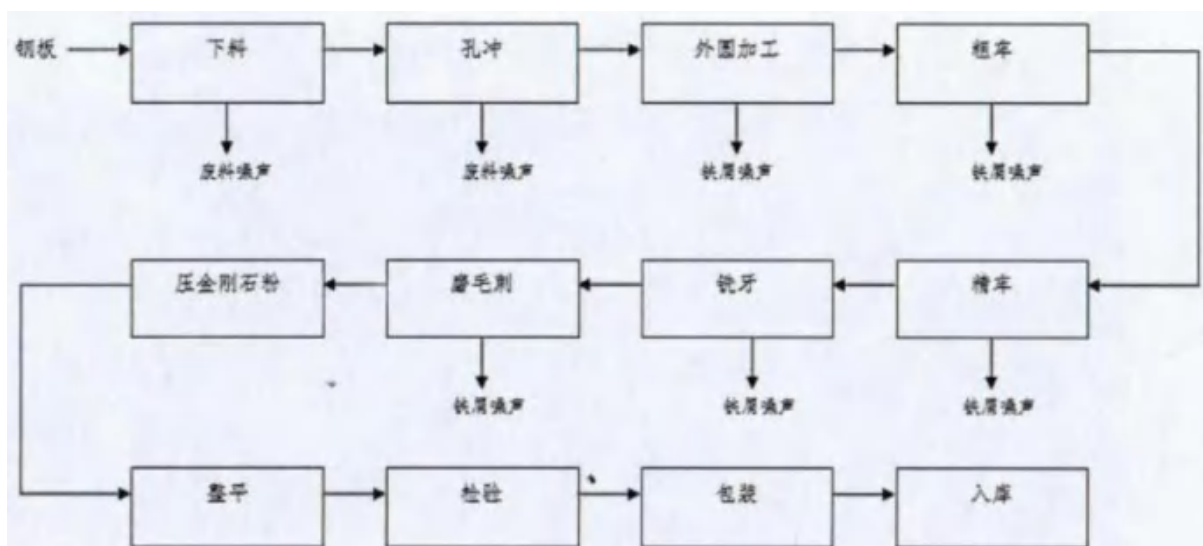 钢板 下料 孔冲 外圆加工 粗车
废料噪声 废料噪声 铁屑噪声 铁屑噪声
压金刚石粉 磨毛刺 铣牙 精车
铁屑噪声 铁屑噪声 铁屑噪声
整平 检验 包装 入库